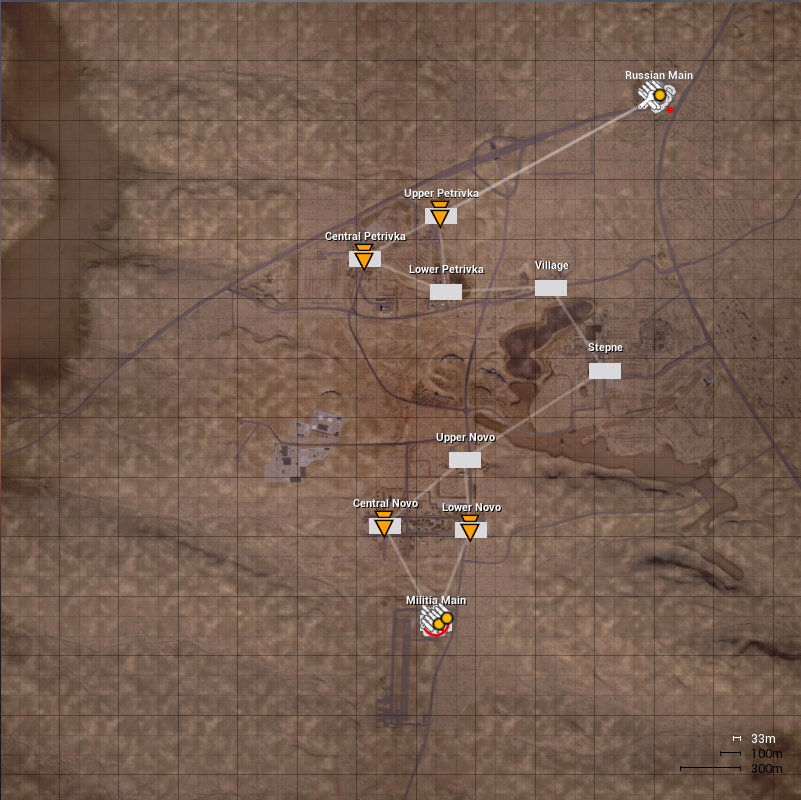 Russian Main
Upper Petrivka
Central Petrivka
Lower Petrivka
Village
Stepne
Upper Novo
Central Novo
Lower Novo
Militia Main
33m
100m
300m